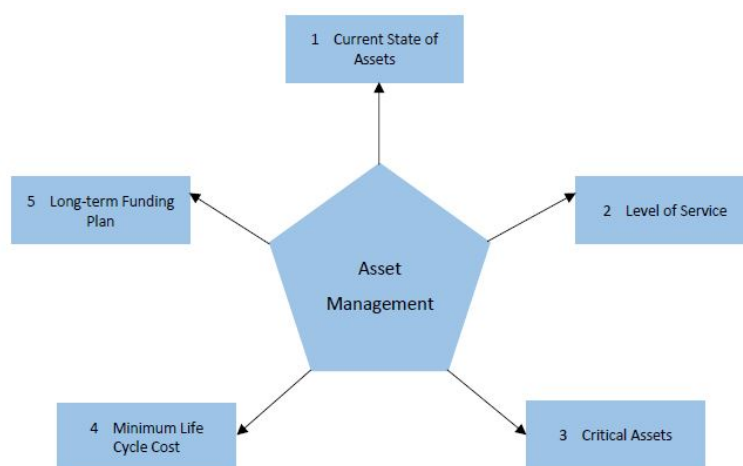 1 Current State of
Assets
5 Long-term Funding
Plan
2 Level of Service
Asset
Management
4 Minimum Life
Cycle Cost
3 Critical Assets